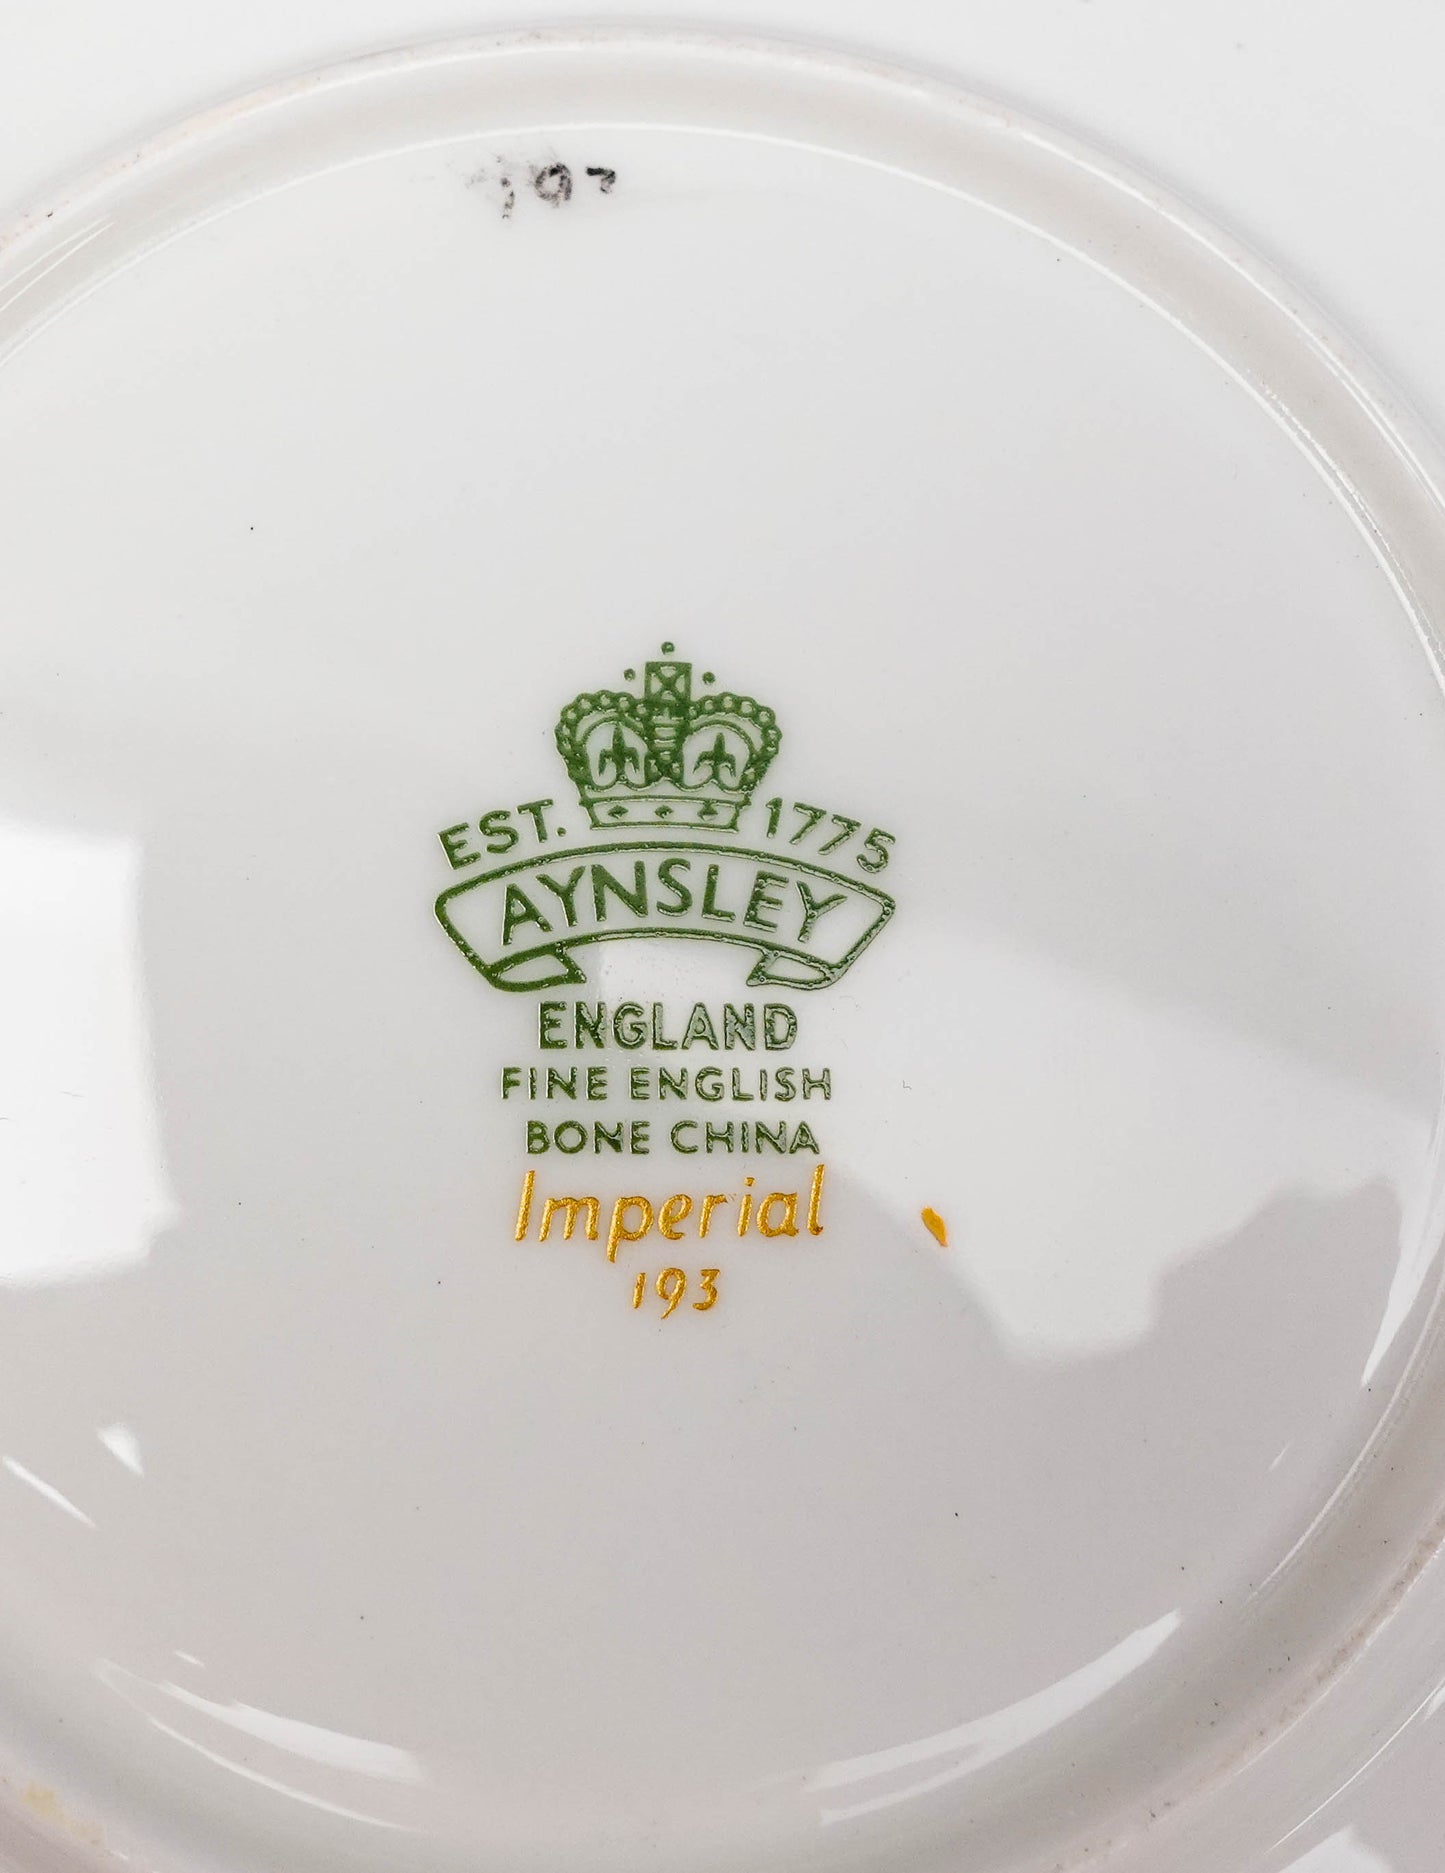 EST. 1775
AYNSLEY
ENGLAND
FINE ENGLISH
BONE CHINA
Imperial
193